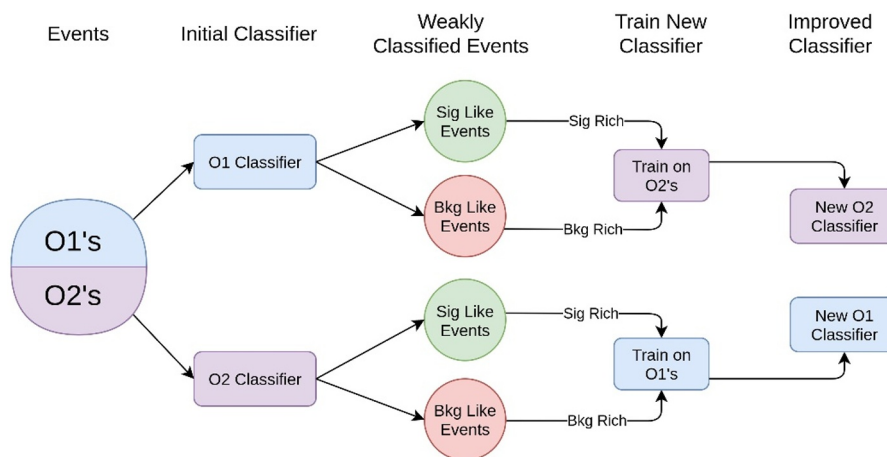 Events
Initial Classifier
Weakly
Classified Events
Train New
Classifier
Improved
Classifier
O1's
O2's
O1 Classifier
Sig Like
Events
Sig Rich
Bkg Like
Events
Bkg Rich
Train on
O2's
New O2
Classifier
O2 Classifier
Sig Like
Events
Sig Rich
Bkg Like
Events
Bkg Rich
Train on
O1's
New O1
Classifier